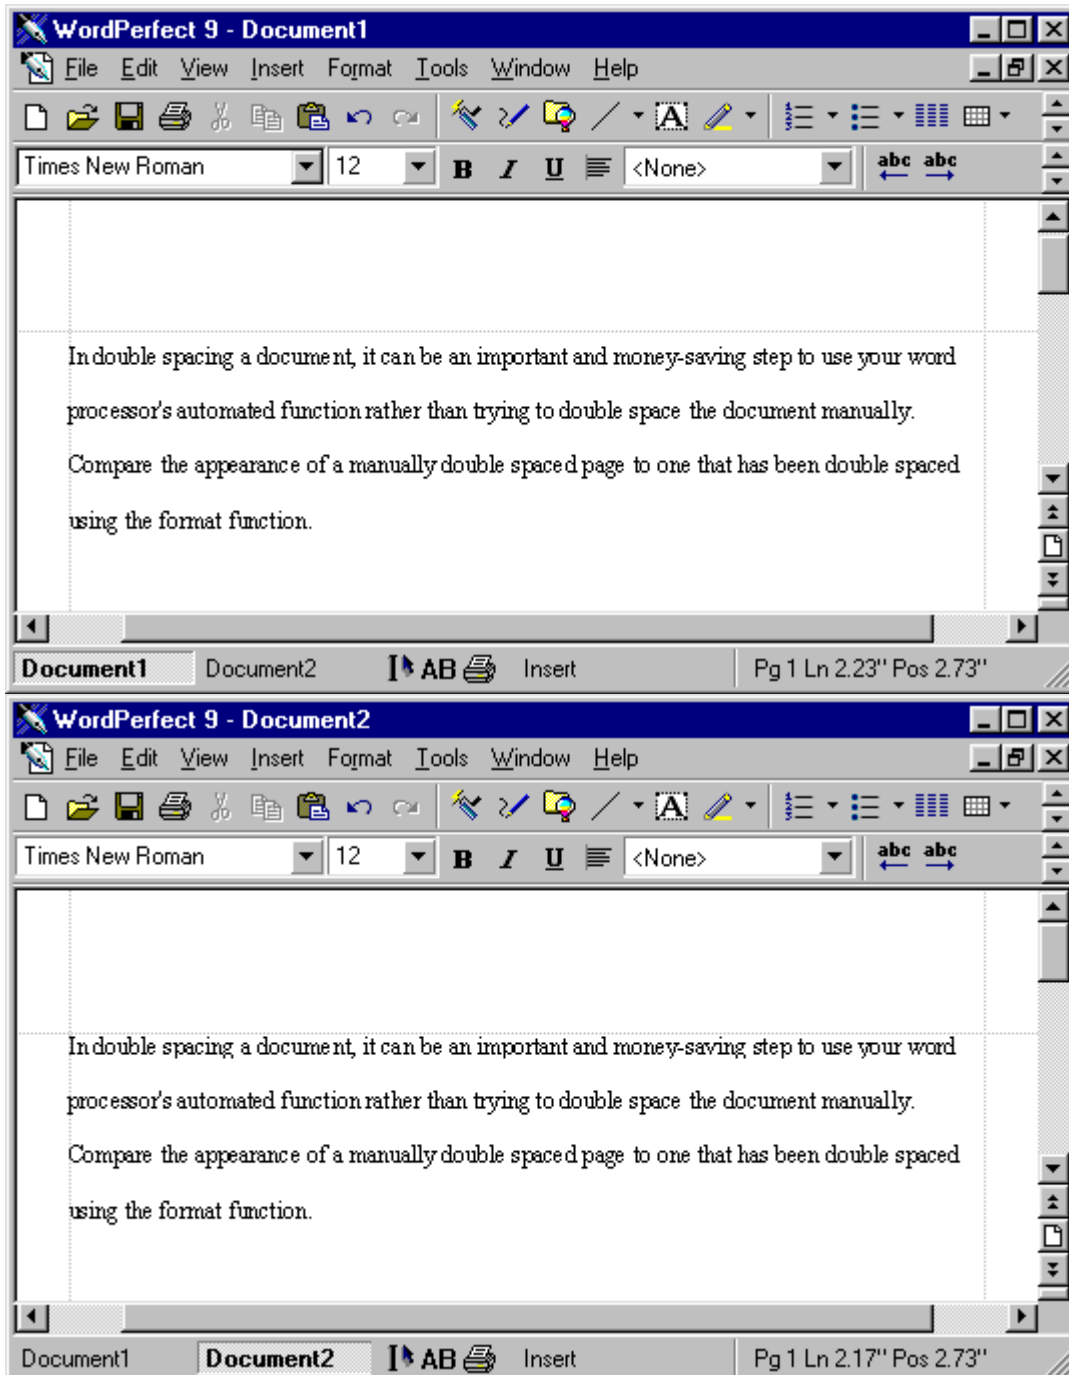 WordPerfect 9 - Document1
File Edit View Insert Format Tools Window Help
A
Times New Roman 12 B I U <None> abc abc
In double spacing a document, it can be an important and money-saving step to use your word
processor's automated function rather than trying to double space the document manually.
Compare the appearance of a manually double spaced page to one that has been double spaced
using the format function.
Document1 Document2 AB Insert Pg 1 Ln 2.23" Pos 2.73"
WordPerfect 9 - Document2
File Edit View Insert Format Tools Window Help
A
Times New Roman 12 B I U <None> abc abc
In double spacing a document, it can be an important and money-saving step to use your word
processor's automated function rather than trying to double space the document manually.
Compare the appearance of a manually double spaced page to one that has been double spaced
using the format function.
Document1 Document2 AB Insert Pg 1 Ln 2.17" Pos 2.73"